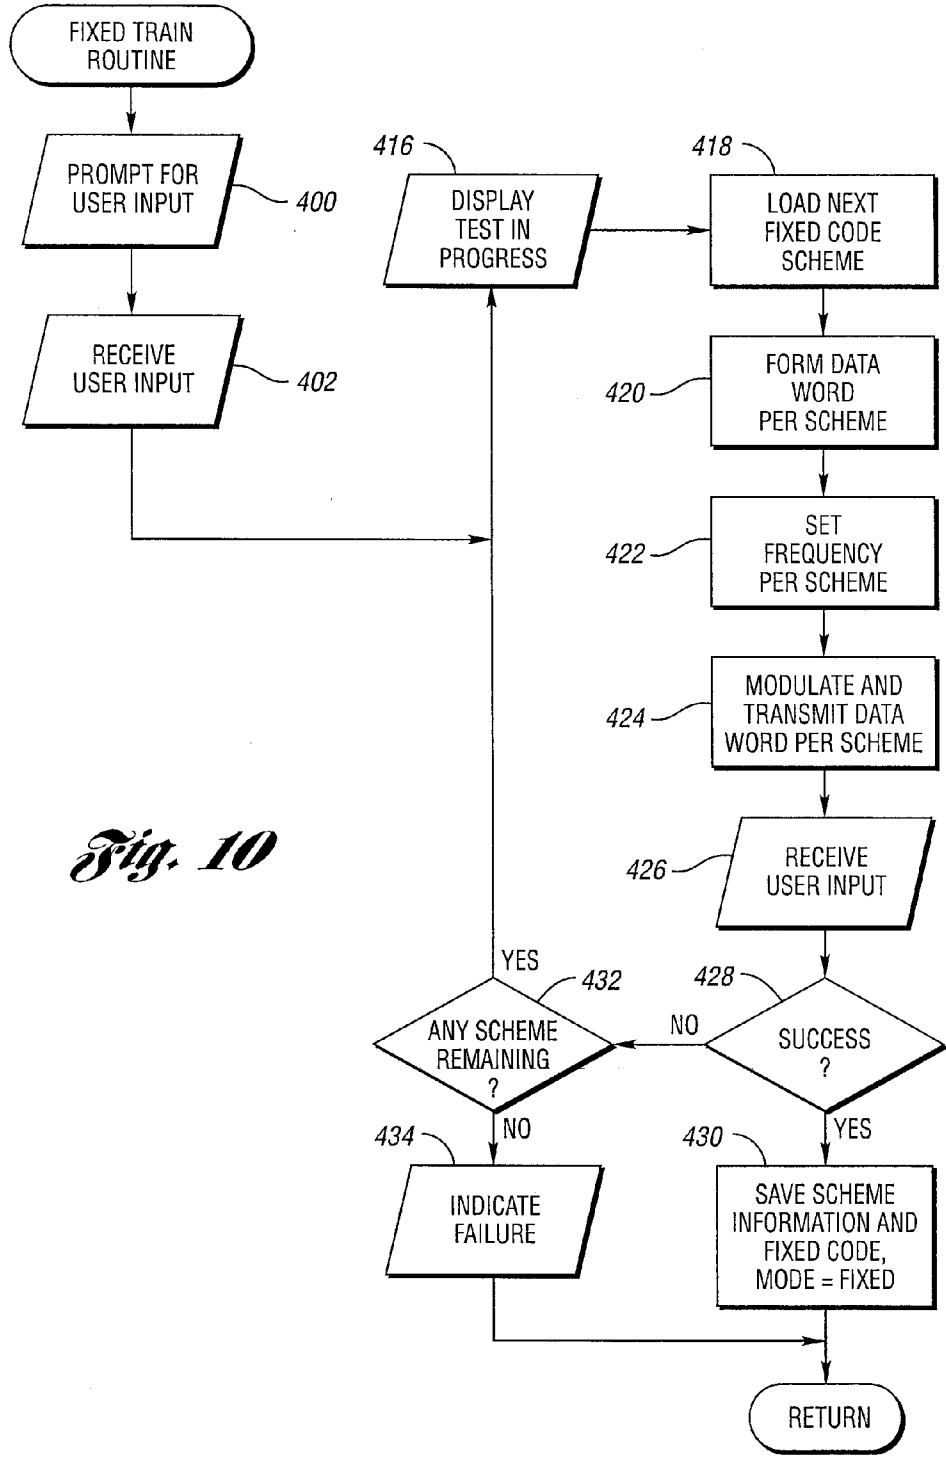 FIXED TRAIN
ROUTINE
PROMPT FOR
USER INPUT
400
RECEIVE
USER INPUT
402
416
DISPLAY
TEST IN
PROGRESS
418
LOAD NEXT
FIXED CODE
SCHEME
420
FORM DATA
WORD
PER SCHEME
422
SET
FREQUENCY
PER SCHEME
424
MODULATE AND
TRANSMIT DATA
WORD PER SCHEME
426
RECEIVE
USER INPUT
428
SUCCESS
?
NO
YES
432
ANY SCHEME
REMAINING
?
YES
NO
434
INDICATE
FAILURE
430
SAVE SCHEME
INFORMATION AND
FIXED CODE,
MODE = FIXED
RETURN
Fig. 10